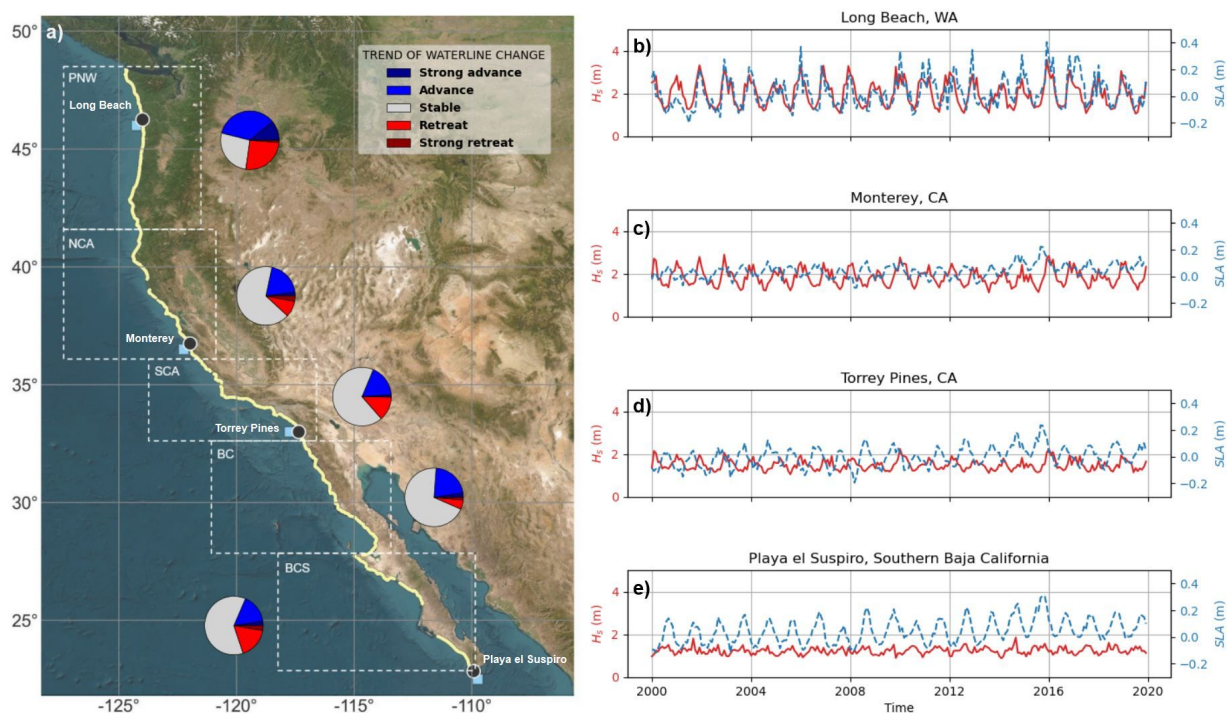 a)
50°
45°
40°
35°
30°
25°
-125°
-120°
-115°
-110°
TREND OF WATERLINE CHANGE
Strong advance
Advance
Stable
Retreat
Strong retreat
PNW
Long Beach
NCA
Monterey
SCA
Torrey Pines
BC
BCS
Playa el Suspiro
Long Beach, WA
b)
Hs (m)
4
2
0
SLA (m)
0.4
0.2
0.0
−0.2
Monterey, CA
c)
Hs (m)
4
2
0
SLA (m)
0.4
0.2
0.0
−0.2
Torrey Pines, CA
d)
Hs (m)
4
2
0
SLA (m)
0.4
0.2
0.0
−0.2
Playa el Suspiro, Southern Baja California
e)
Hs (m)
4
2
0
SLA (m)
0.4
0.2
0.0
−0.2
2000
2004
2008
2012
2016
2020
Time